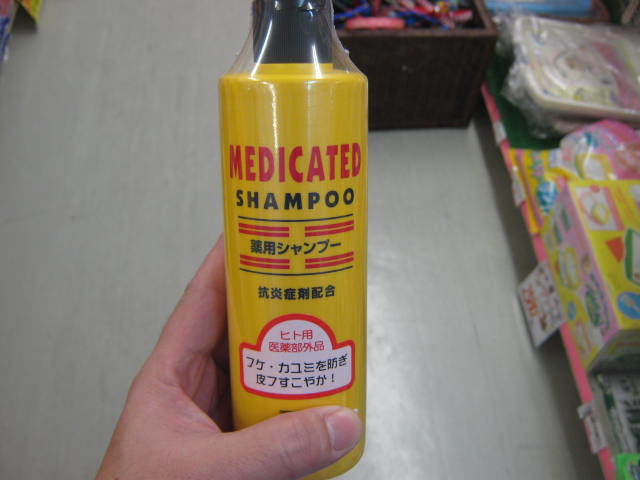 MEDICATED
SHAMPOO
薬用シャンプー
抗炎症剤配合
ヒト用
医薬部外品
フケ・カユミを防ぎ
皮フすこやか！